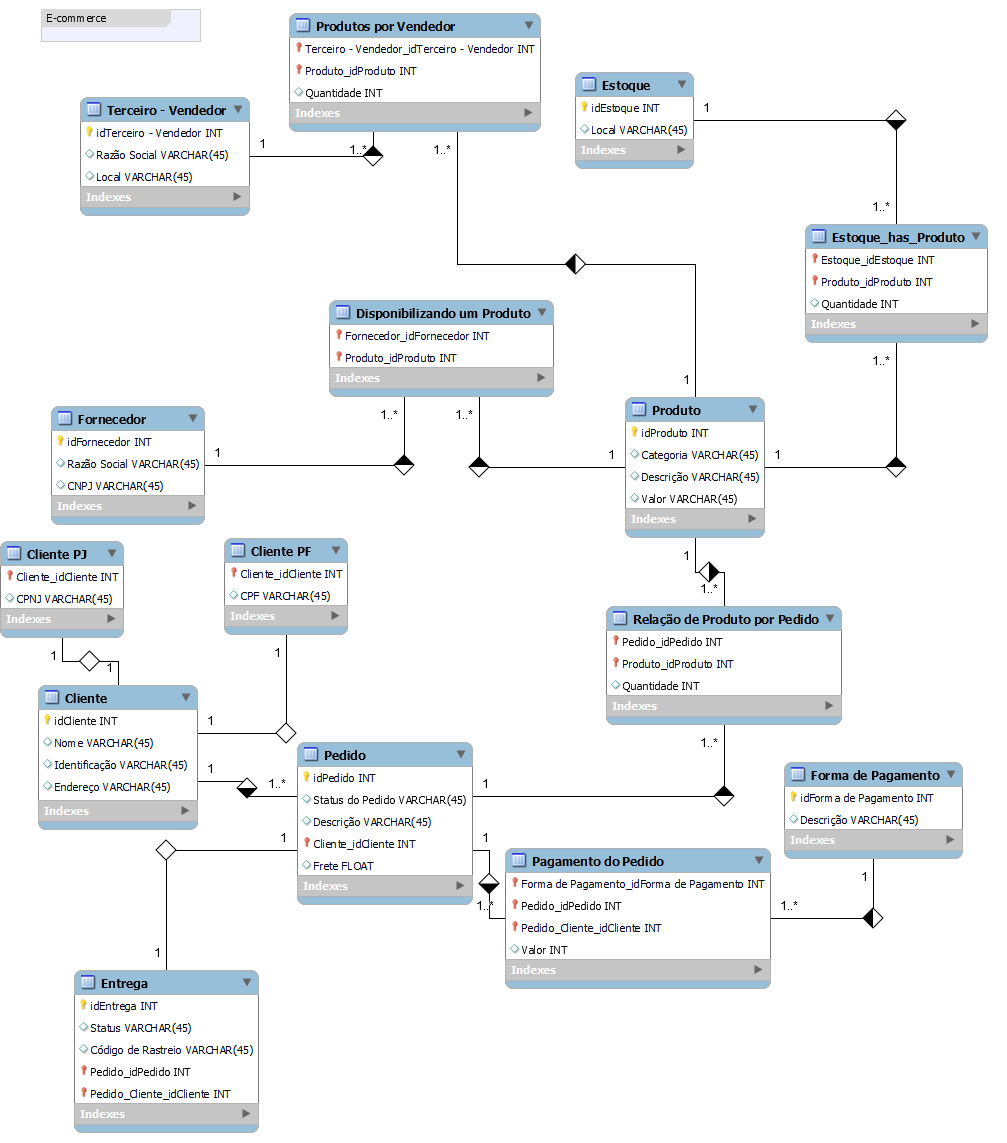 E-commerce
Produtos por Vendedor
Terceiro - Vendedor_idTerceiro - Vendedor INT
Produto_idProduto INT
Quantidade INT
Indexes
Estoque
idEstoque INT
Local VARCHAR(45)
Indexes
Terceiro - Vendedor
idTerceiro - Vendedor INT
Razão Social VARCHAR(45)
Local VARCHAR(45)
Indexes
1
1..*
1..*
1
1..*
Estoque_has_Produto
Estoque_idEstoque INT
Produto_idProduto INT
Quantidade INT
Indexes
1..*
Disponibilizando um Produto
Fornecedor_idFornecedor INT
Produto_idProduto INT
Indexes
1..*
1..*
1
Produto
idProduto INT
Categoria VARCHAR(45)
Descrição VARCHAR(45)
Valor VARCHAR(45)
Indexes
1
1
1
Fornecedor
idFornecedor INT
Razão Social VARCHAR(45)
CNPJ VARCHAR(45)
Indexes
1
Cliente PJ
Cliente_idCliente INT
CPNJ VARCHAR(45)
Indexes
1
1
Cliente PF
Cliente_idCliente INT
CPF VARCHAR(45)
Indexes
1
1..*
Relação de Produto por Pedido
Pedido_idPedido INT
Produto_idProduto INT
Quantidade INT
Indexes
1..*
Cliente
idCliente INT
Nome VARCHAR(45)
Identificação VARCHAR(45)
Endereço VARCHAR(45)
Indexes
1
1
1..*
Pedido
idPedido INT
Status do Pedido VARCHAR(45)
Descrição VARCHAR(45)
Cliente_idCliente INT
Frete FLOAT
Indexes
1
1
1
1..*
Forma de Pagamento
idForma de Pagamento INT
Descrição VARCHAR(45)
Indexes
1
1..*
Pagamento do Pedido
Forma de Pagamento_idForma de Pagamento INT
Pedido_idPedido INT
Pedido_Cliente_idCliente INT
Valor INT
Indexes
1
Entrega
idEntrega INT
Status VARCHAR(45)
Código de Rastreio VARCHAR(45)
Pedido_idPedido INT
Pedido_Cliente_idCliente INT
Indexes